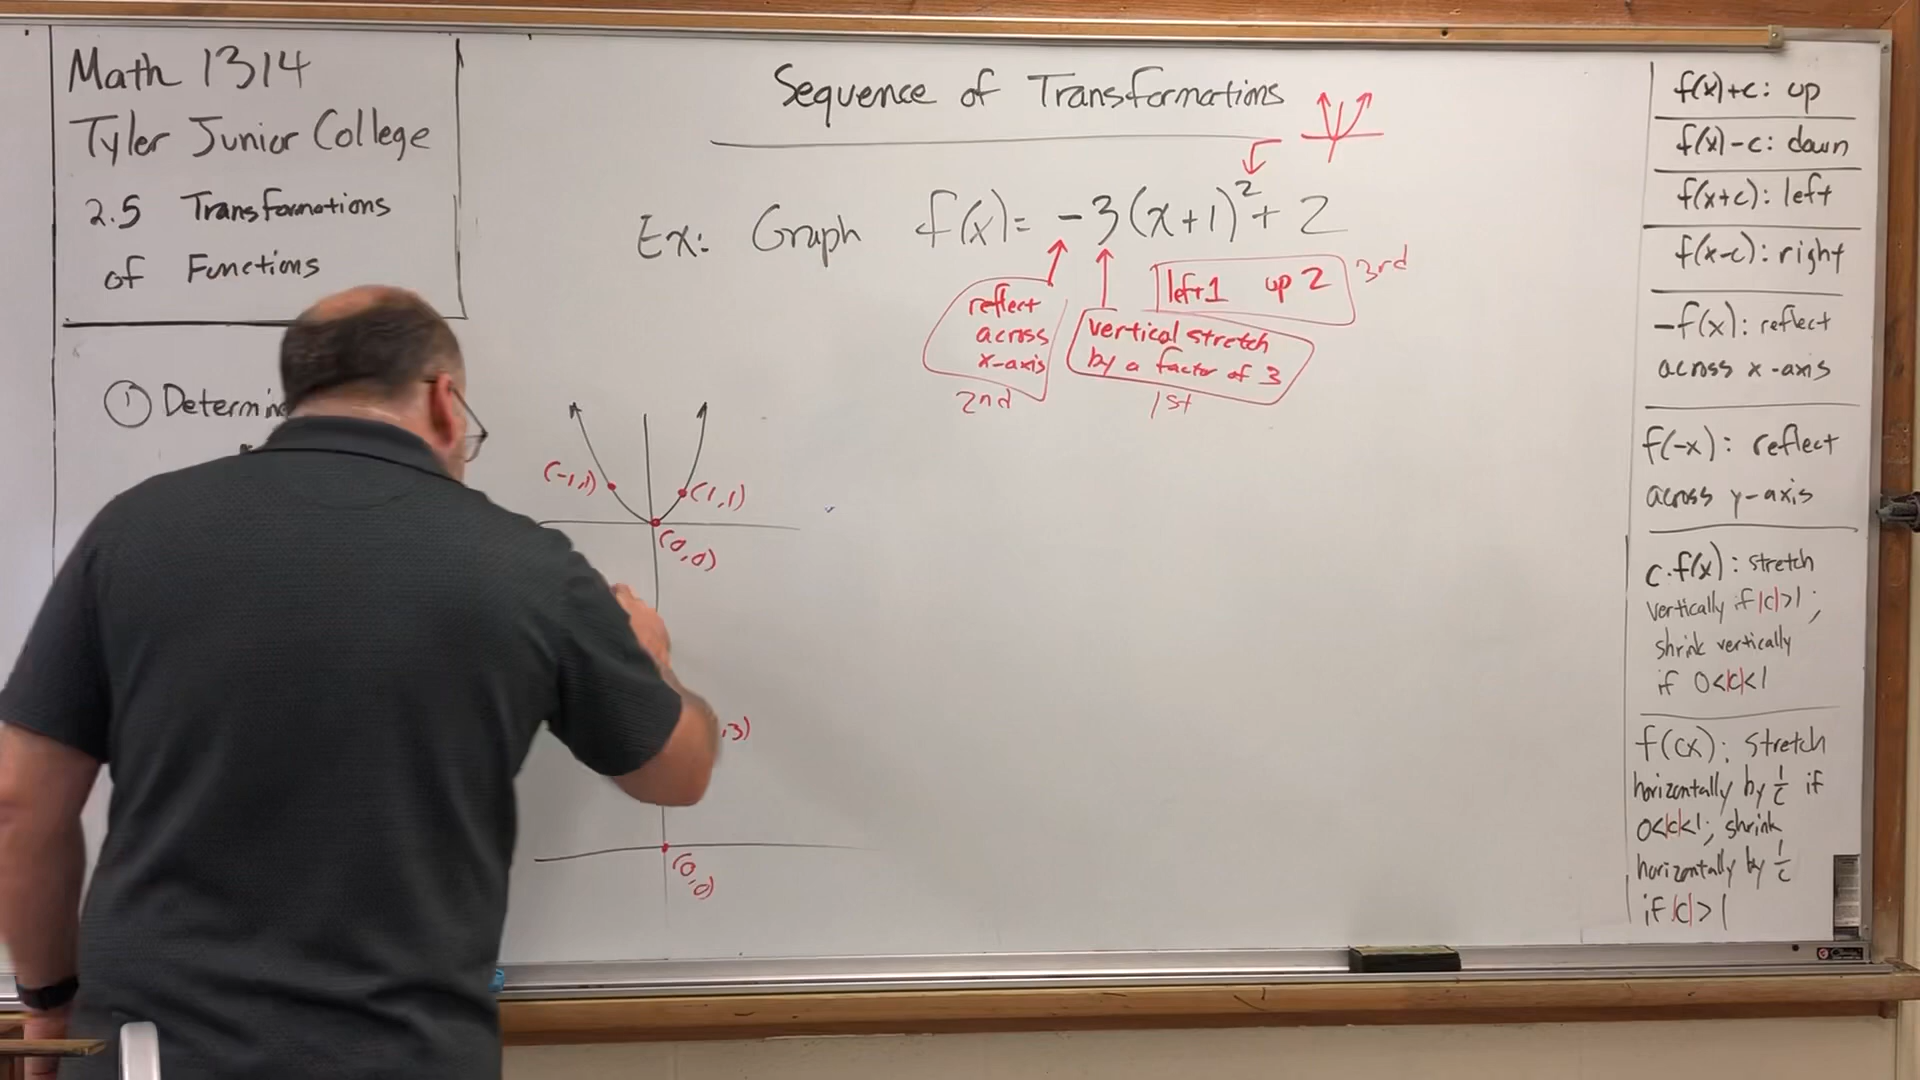 Math 1314
Tyler Junior College
2.5 Transformations
of Functions
① Determine
Sequence of Transformations
Ex: Graph f(x) = -3(x+1)²+ 2
reflect
across
x-axis
2nd
vertical stretch
by a factor of 3
1st
left 1 up 2
3rd
(-1,1)
(1,1)
(0,0)
,3)
(0,0)
f(x)+c: up
f(x)-c: down
f(x+c): left
f(x-c): right
-f(x): reflect
across x-axis
f(-x): reflect
across y-axis
c·f(x): stretch
vertically if |c|>1;
shrink vertically
if 0<|c|<1
f(cx): stretch
horizontally by 1/c if
0<|c|<1; shrink
horizontally by 1/c
if |c|>1